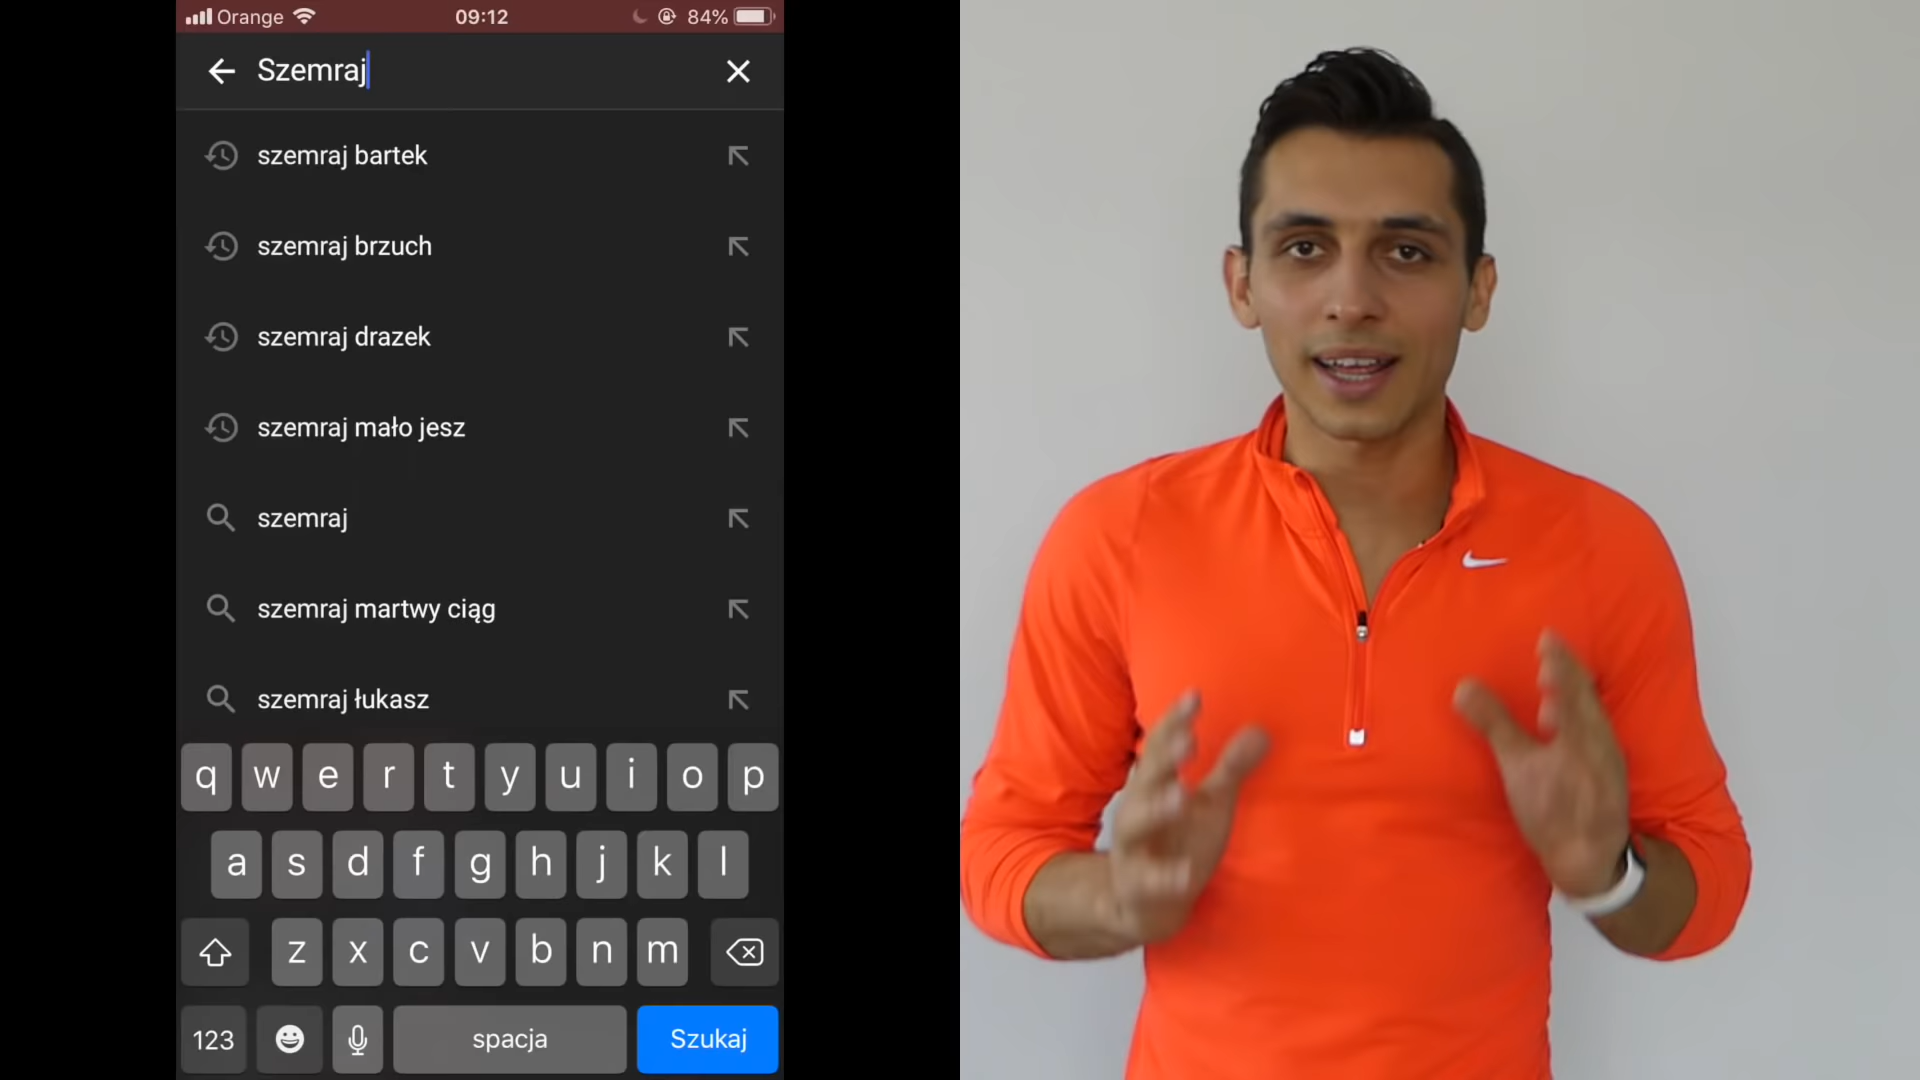 Orange 09:12 84%
Szemraj
szemraj bartek
szemraj brzuch
szemraj drazek
szemraj mało jesz
szemraj
szemraj martwy ciąg
szemraj łukasz
q w e r t y u i o p
a s d f g h j k l
z x c v b n m
123 spacja Szukaj